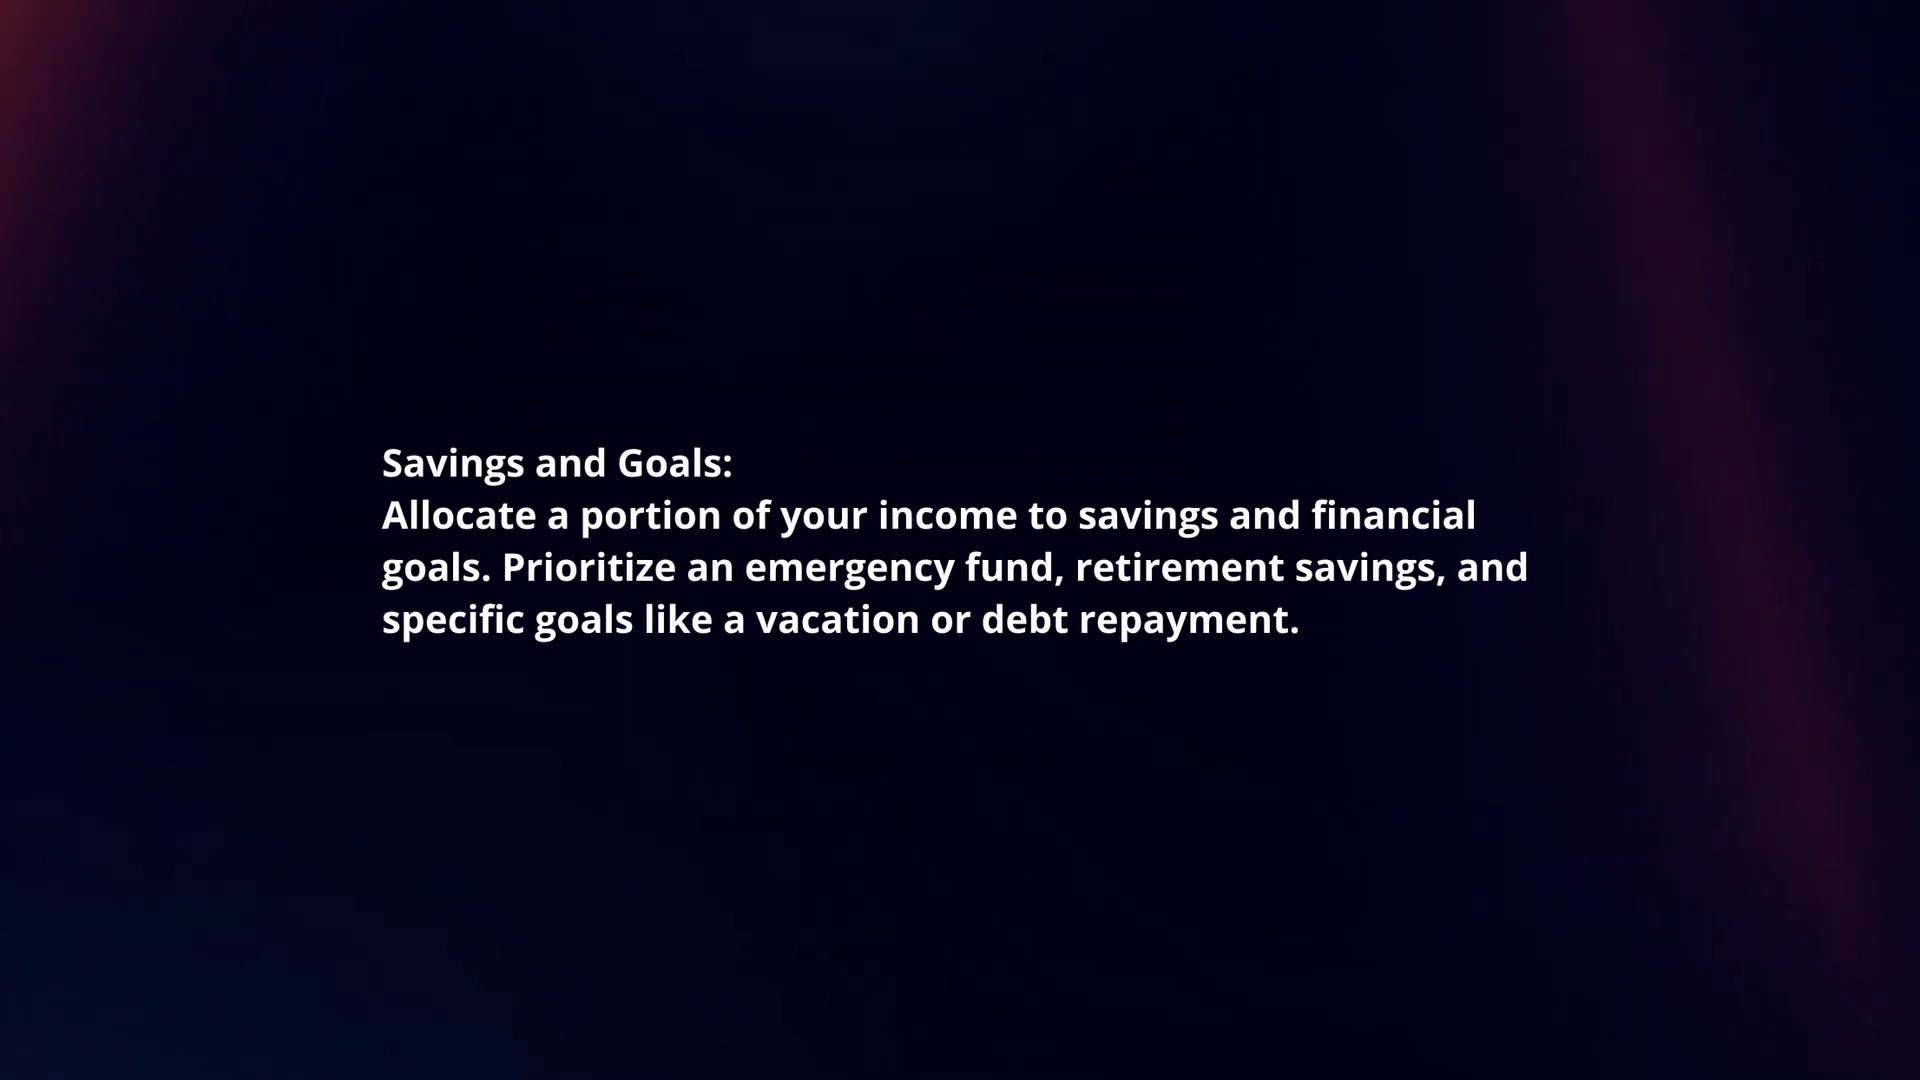 Savings and Goals:
Allocate a portion of your income to savings and financial
goals. Prioritize an emergency fund, retirement savings, and
specific goals like a vacation or debt repayment.